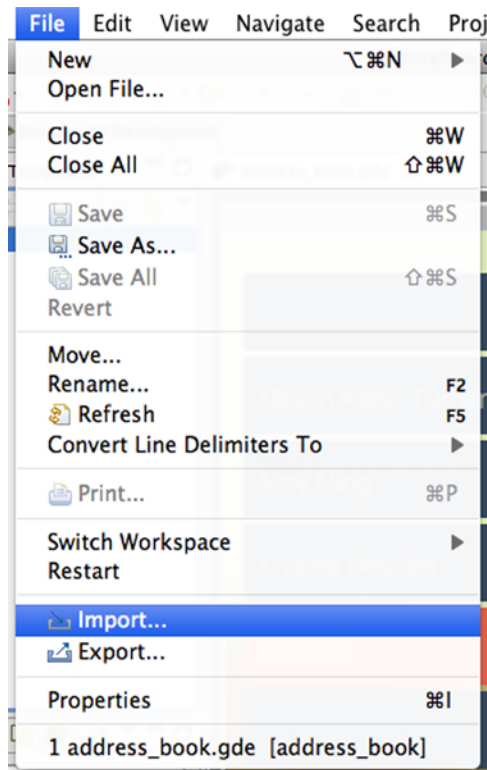 File Edit View Navigate Search Proj
New ⌥⌘N ▶
Open File...
Close ⌘W
Close All ⇧⌘W
Save ⌘S
Save As...
Save All ⇧⌘S
Revert
Move...
Rename... F2
Refresh F5
Convert Line Delimiters To ▶
Print... ⌘P
Switch Workspace ▶
Restart
Import...
Export...
Properties ⌘I
1 address_book.gde [address_book]